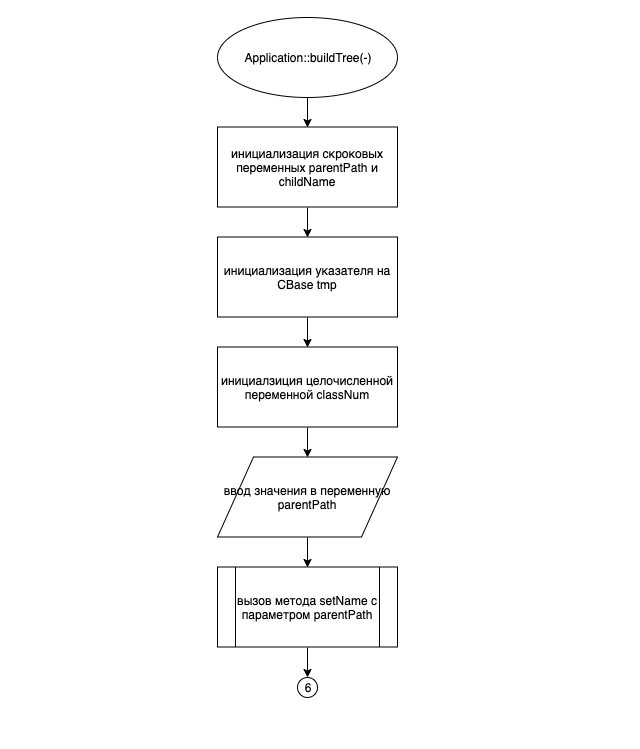 Application::buildTree(-)
инициализация скроковых
переменных parentPath и
childName
инициализация указателя на
CBase tmp
инициалзиция целочисленной
переменной classNum
ввод значения в переменную
parentPath
вызов метода setName с
параметром parentPath
6